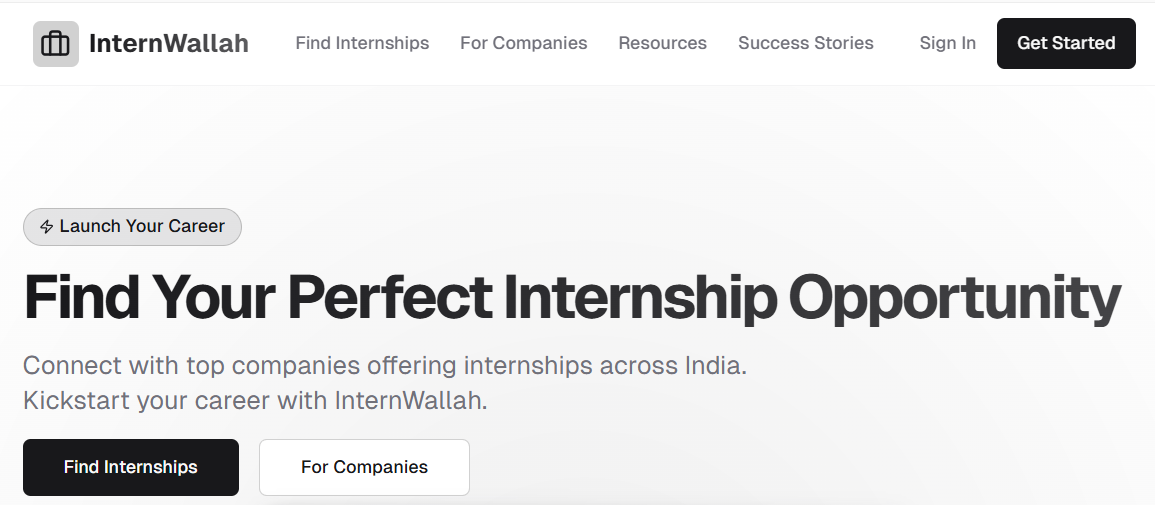 InternWallah Find Internships For Companies Resources Success Stories Sign In Get Started
Launch Your Career
Find Your Perfect Internship Opportunity
Connect with top companies offering internships across India.
Kickstart your career with InternWallah.
Find Internships For Companies